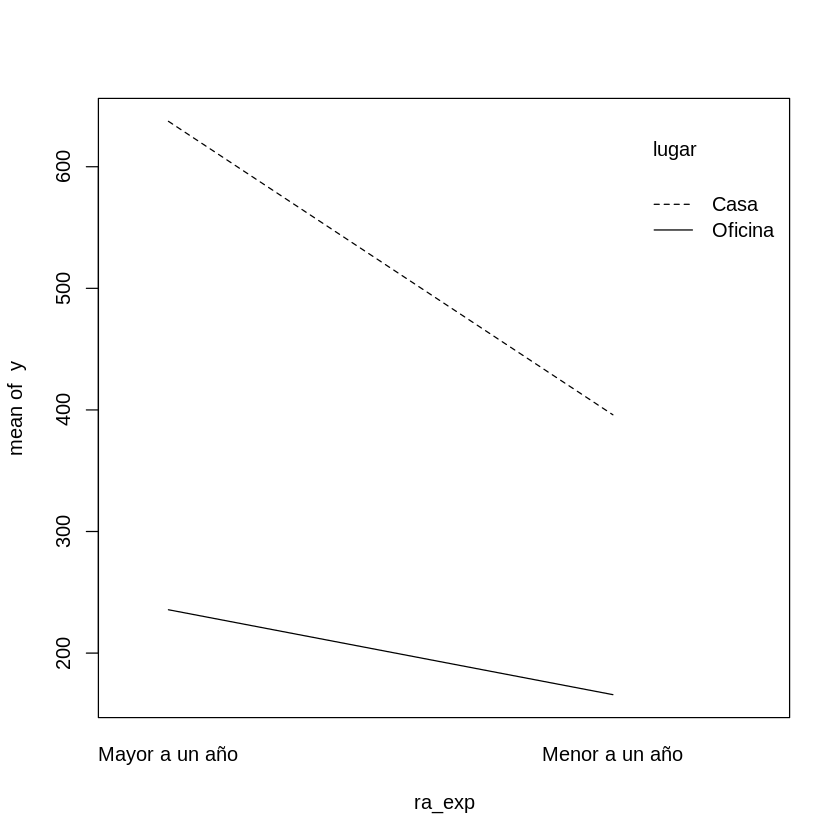 lugar
Casa
Oficina
600
500
400
300
200
mean of y
Mayor a un año
Menor a un año
ra_exp